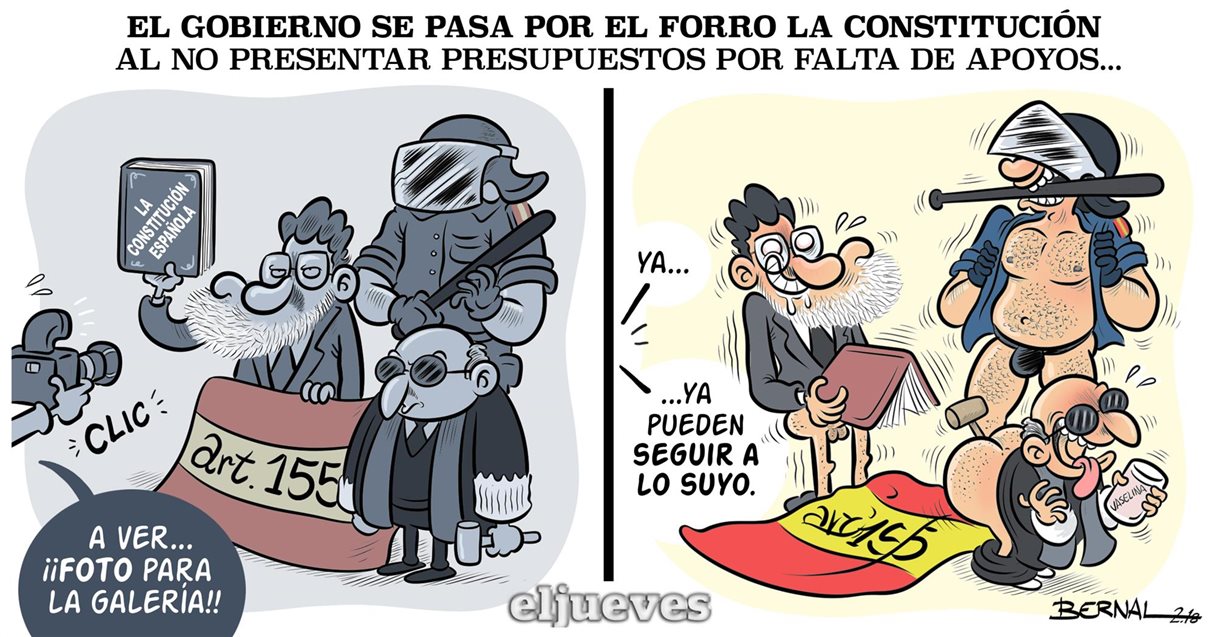 EL GOBIERNO SE PASA POR EL FORRO LA CONSTITUCIÓN
AL NO PRESENTAR PRESUPUESTOS POR FALTA DE APOYOS...
LA
CONSTITUCIÓN
ESPAÑOLA
CLIC
art. 155
A VER...
¡¡FOTO PARA
LA GALERÍA!!
YA...
...YA
PUEDEN
SEGUIR A
LO SUYO.
art. 155
VASELINA
eljueves
BERNAL 2.18